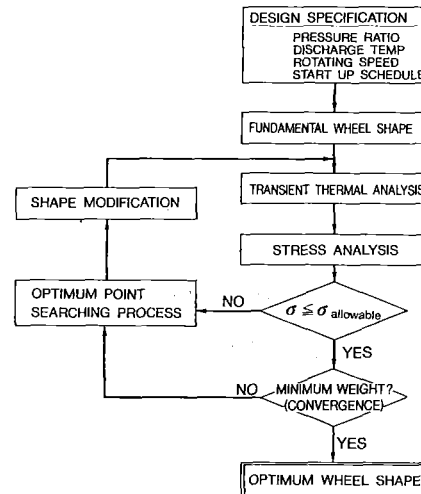 DESIGN SPECIFICATION
PRESSURE RATIO
DISCHARGE TEMP
ROTATING SPEED
START UP SCHEDULE
FUNDAMENTAL WHEEL SHAPE
SHAPE MODIFICATION
TRANSIENT THERMAL ANALYSIS
STRESS ANALYSIS
OPTIMUM POINT
SEARCHING PROCESS
NO
σ ≦ σ allowable
YES
NO
MINIMUM WEIGHT?
(CONVERGENCE)
YES
OPTIMUM WHEEL SHAPE